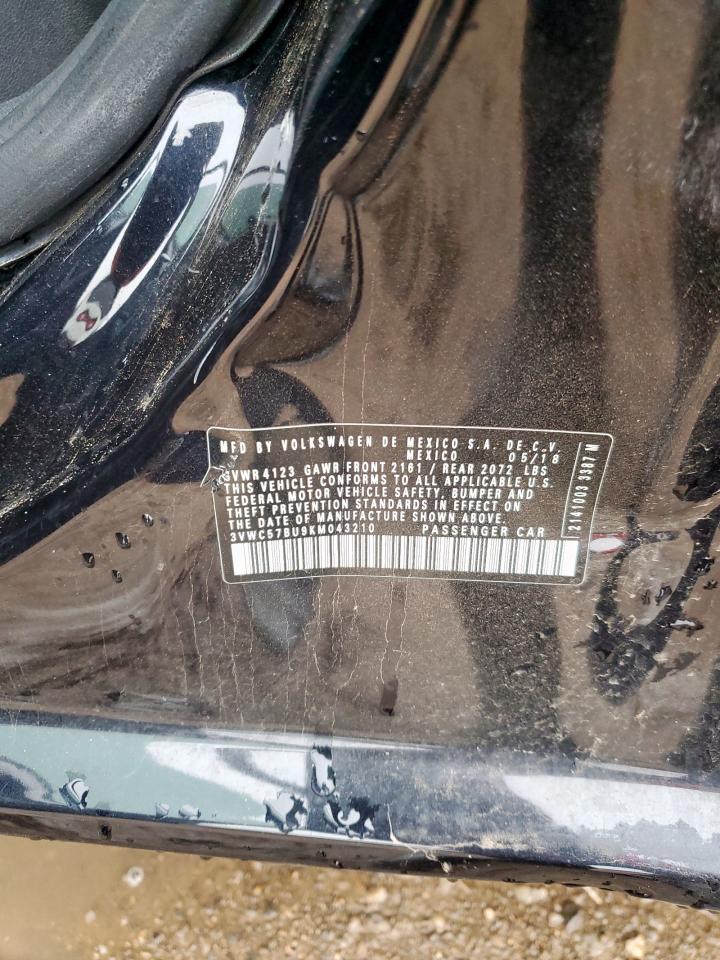 MFD BY VOLKSWAGEN DE MEXICO S.A. DE C.V.
MEXICO 05/18
GVWR 4123 GAWR FRONT 2161 / REAR 2072 LBS
THIS VEHICLE CONFORMS TO ALL APPLICABLE U.S.
FEDERAL MOTOR VEHICLE SAFETY, BUMPER AND
THEFT PREVENTION STANDARDS IN EFFECT ON
THE DATE OF MANUFACTURE SHOWN ABOVE.
3VWC57BU9KM043210 PASSENGER CAR